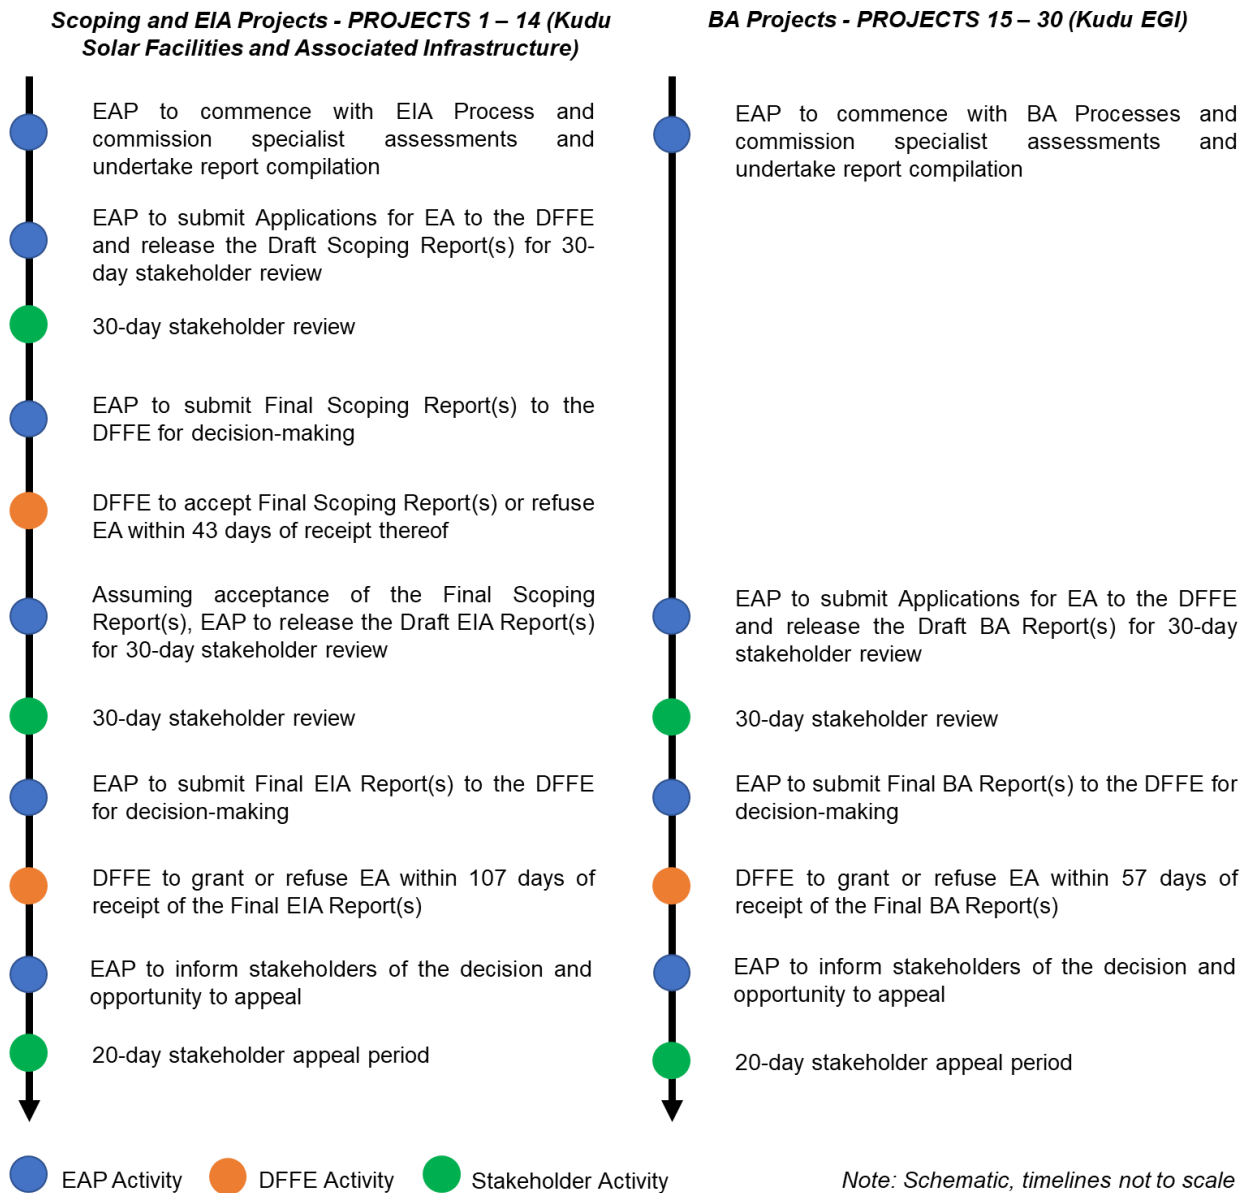 Scoping and EIA Projects - PROJECTS 1 – 14 (Kudu
Solar Facilities and Associated Infrastructure)
EAP to commence with EIA Process and
commission specialist assessments and
undertake report compilation
EAP to submit Applications for EA to the DFFE
and release the Draft Scoping Report(s) for 30-
day stakeholder review
30-day stakeholder review
EAP to submit Final Scoping Report(s) to the
DFFE for decision-making
DFFE to accept Final Scoping Report(s) or refuse
EA within 43 days of receipt thereof
Assuming acceptance of the Final Scoping
Report(s), EAP to release the Draft EIA Report(s)
for 30-day stakeholder review
30-day stakeholder review
EAP to submit Final EIA Report(s) to the DFFE
for decision-making
DFFE to grant or refuse EA within 107 days of
receipt of the Final EIA Report(s)
EAP to inform stakeholders of the decision and
opportunity to appeal
20-day stakeholder appeal period
BA Projects - PROJECTS 15 – 30 (Kudu EGI)
EAP to commence with BA Processes and
commission specialist assessments and
undertake report compilation
EAP to submit Applications for EA to the DFFE
and release the Draft BA Report(s) for 30-day
stakeholder review
30-day stakeholder review
EAP to submit Final BA Report(s) to the DFFE for
decision-making
DFFE to grant or refuse EA within 57 days of
receipt of the Final BA Report(s)
EAP to inform stakeholders of the decision and
opportunity to appeal
20-day stakeholder appeal period
EAP Activity
DFFE Activity
Stakeholder Activity
Note: Schematic, timelines not to scale